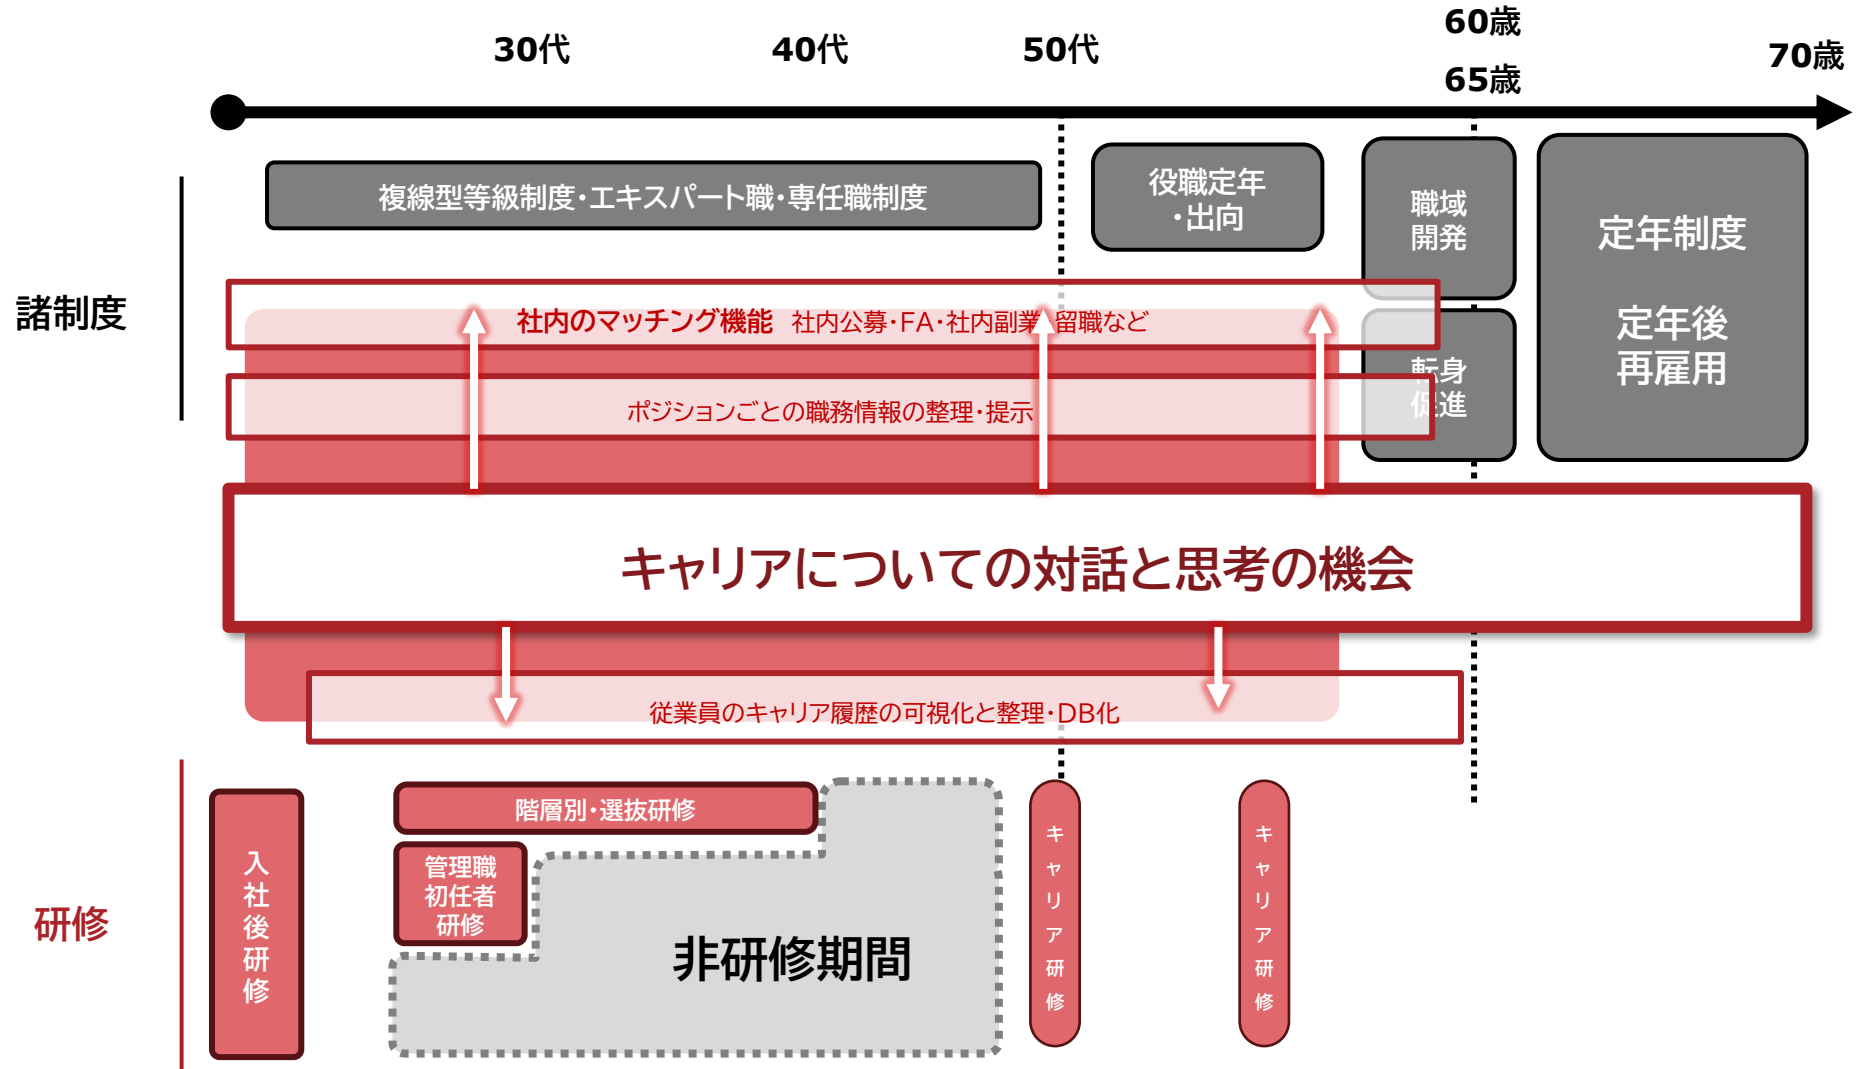 30代
40代
50代
60歳
65歳
70歳
諸制度
複線型等級制度・エキスパート職・専任職制度
役職定年
・出向
職域
開発
転身
促進
定年制度
定年後
再雇用
社内のマッチング機能 社内公募・FA・社内副業・留職など
ポジションごとの職務情報の整理・提示
キャリアについての対話と思考の機会
従業員のキャリア履歴の可視化と整理・DB化
研修
入社後研修
階層別・選抜研修
管理職
初任者
研修
非研修期間
キャリア研修
キャリア研修